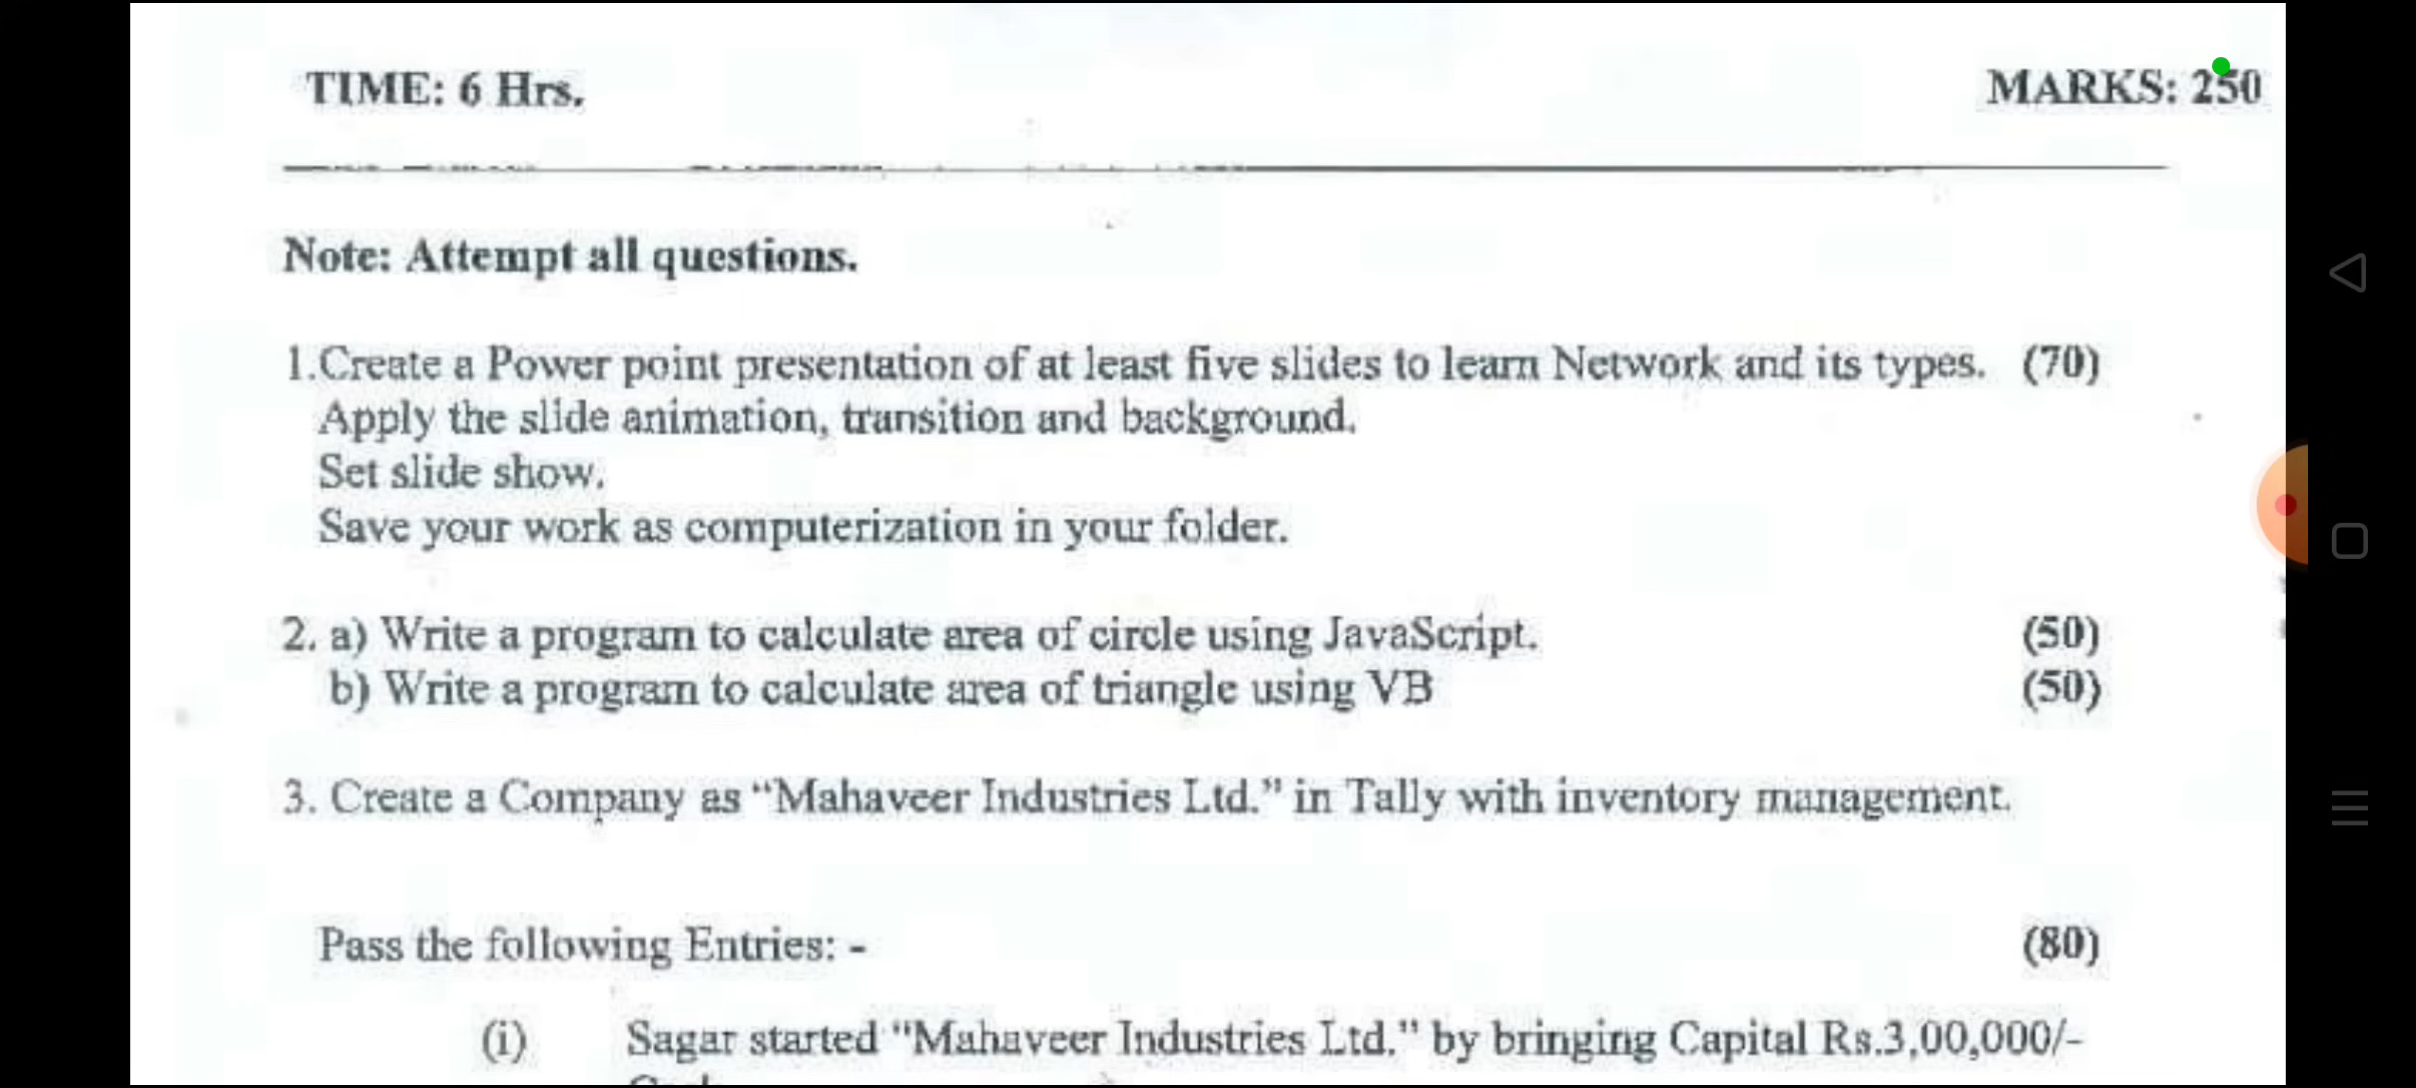 TIME: 6 Hrs.
MARKS: 250
Note: Attempt all questions.
1.Create a Power point presentation of at least five slides to learn Network and its types. (70)
Apply the slide animation, transition and background.
Set slide show.
Save your work as computerization in your folder.
2. a) Write a program to calculate area of circle using JavaScript. (50)
b) Write a program to calculate area of triangle using VB (50)
3. Create a Company as “Mahaveer Industries Ltd.” in Tally with inventory management.
Pass the following Entries: - (80)
(i) Sagar started "Mahaveer Industries Ltd." by bringing Capital Rs.3,00,000/-